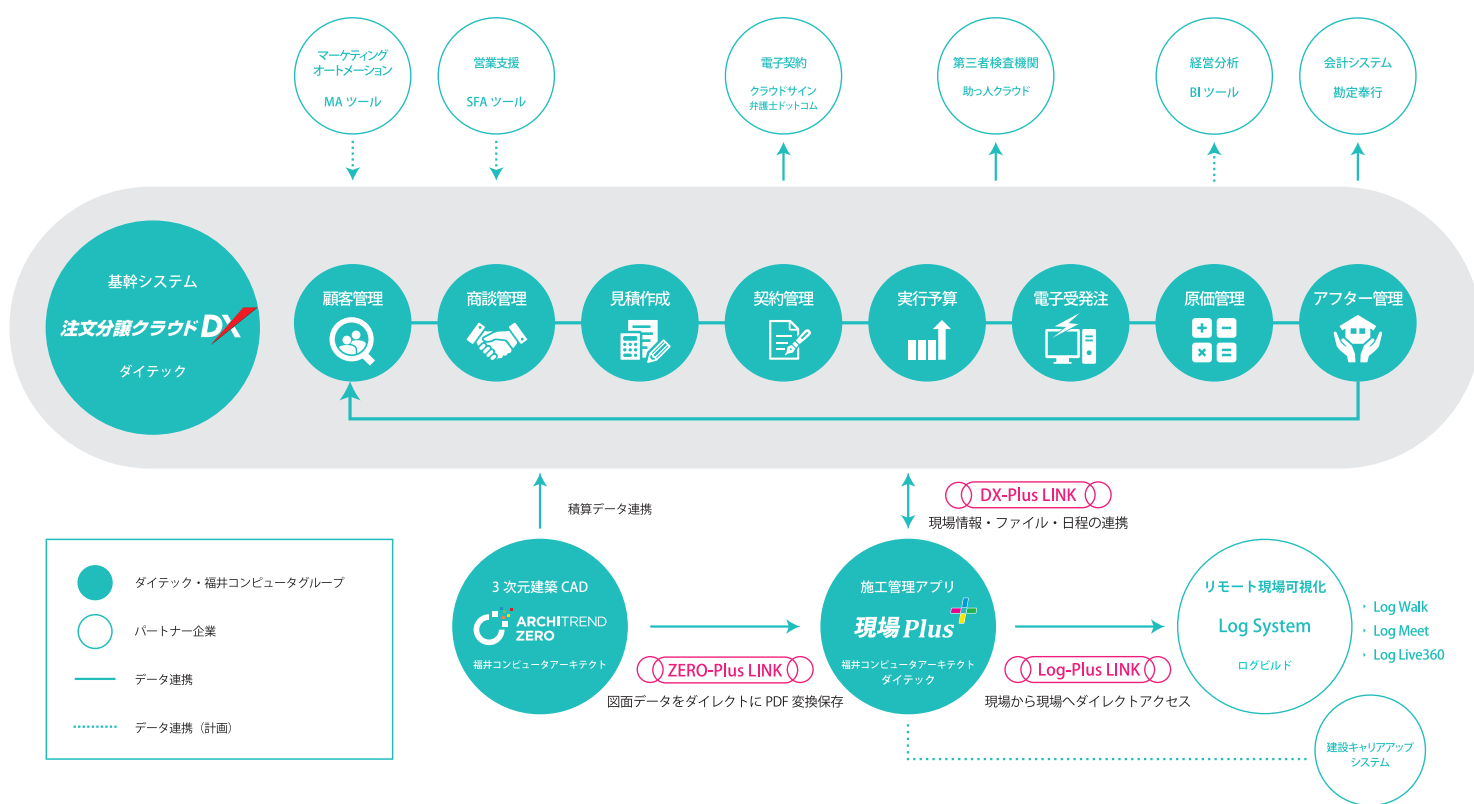 マーケティング
オートメーション
MA ツール
営業支援
SFA ツール
電子契約
クラウドサイン
弁護士ドットコム
第三者検査機関
助っ人クラウド
経営分析
BI ツール
会計システム
勘定奉行
基幹システム
注文分譲クラウド DX
ダイテック
顧客管理
商談管理
見積作成
契約管理
実行予算
電子受発注
原価管理
アフター管理
積算データ連携
DX-Plus LINK
現場情報・ファイル・日程の連携
ダイテック・福井コンピュータグループ
パートナー企業
データ連携
データ連携（計画）
3 次元建築 CAD
ARCHITREND
ZERO
福井コンピュータアーキテクト
ZERO-Plus LINK
図面データをダイレクトに PDF 変換保存
施工管理アプリ
現場 Plus
福井コンピュータアーキテクト
ダイテック
Log-Plus LINK
現場から現場へダイレクトアクセス
リモート現場可視化
Log System
ログビルド
・Log Walk
・Log Meet
・Log Live360
建設キャリアアップ
システム